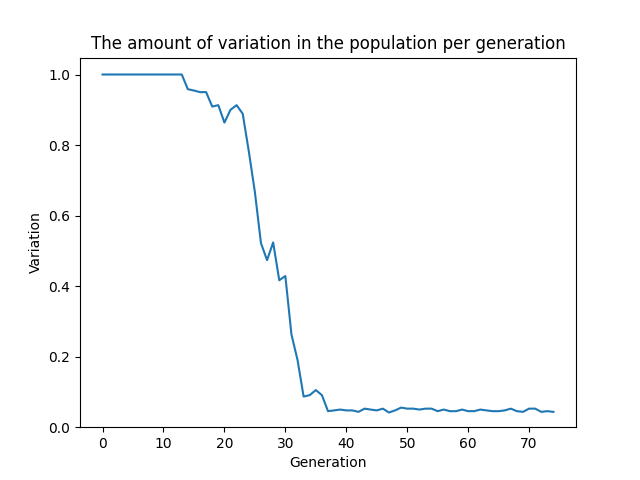 The amount of variation in the population per generation
1.0
0.8
0.6
0.4
0.2
0.0
Variation
0 10 20 30 40 50 60 70
Generation